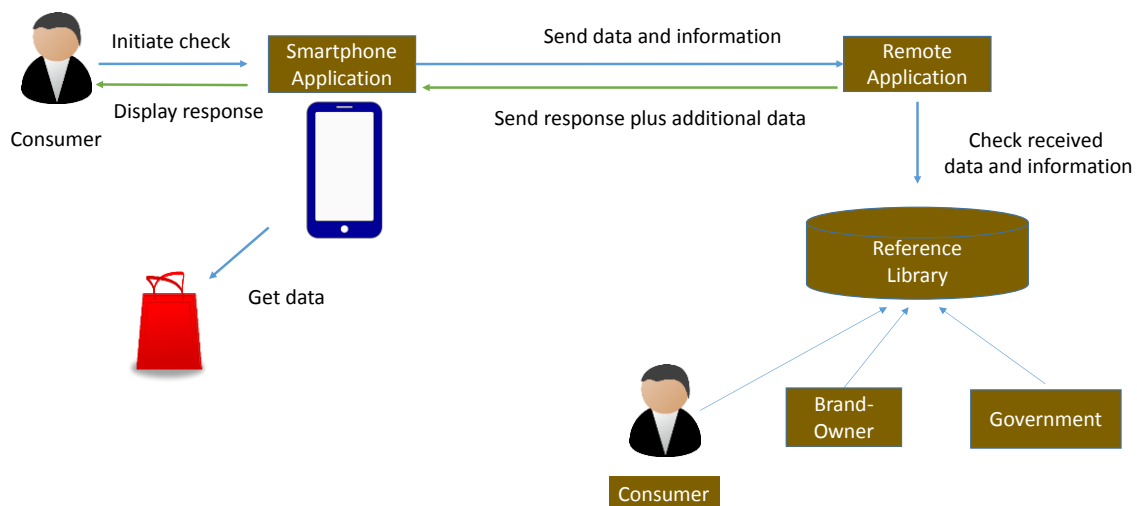 Initiate check
Smartphone
Application
Send data and information
Remote
Application
Display response
Send response plus additional data
Consumer
Check received
data and information
Reference
Library
Get data
Brand-
Owner
Government
Consumer